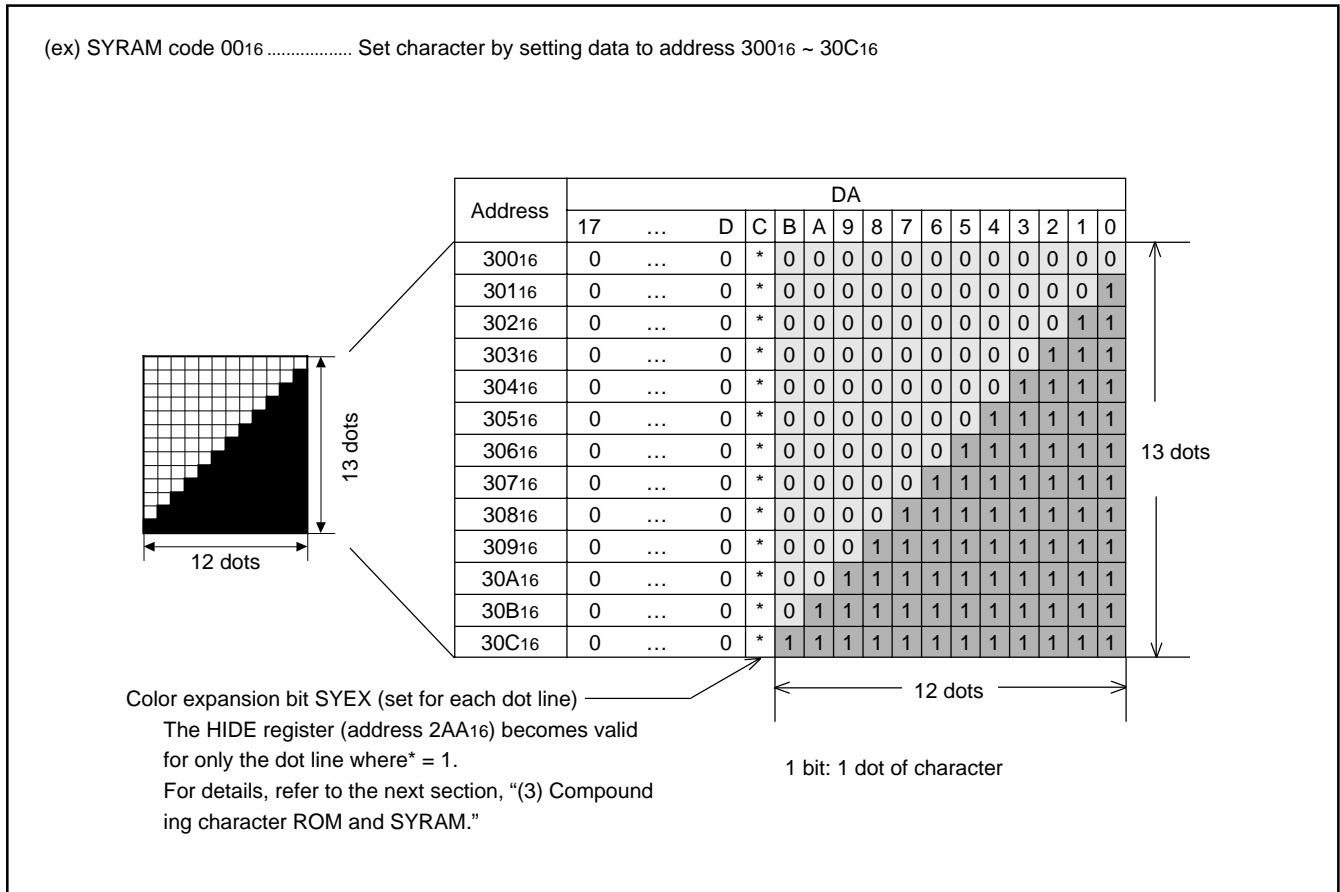 (ex) SYRAM code 0016 .................. Set character by setting data to address 30016 ~ 30C16
Address DA
17 … D C B A 9 8 7 6 5 4 3 2 1 0
30016 0 … 0 * 0 0 0 0 0 0 0 0 0 0 0 0
30116 0 … 0 * 0 0 0 0 0 0 0 0 0 0 0 1
30216 0 … 0 * 0 0 0 0 0 0 0 0 0 0 1 1
30316 0 … 0 * 0 0 0 0 0 0 0 0 0 1 1 1
30416 0 … 0 * 0 0 0 0 0 0 0 0 1 1 1 1
30516 0 … 0 * 0 0 0 0 0 0 0 1 1 1 1 1
30616 0 … 0 * 0 0 0 0 0 0 1 1 1 1 1 1
30716 0 … 0 * 0 0 0 0 0 1 1 1 1 1 1 1
30816 0 … 0 * 0 0 0 0 1 1 1 1 1 1 1 1
30916 0 … 0 * 0 0 0 1 1 1 1 1 1 1 1 1
30A16 0 … 0 * 0 0 1 1 1 1 1 1 1 1 1 1
30B16 0 … 0 * 0 1 1 1 1 1 1 1 1 1 1 1
30C16 0 … 0 * 1 1 1 1 1 1 1 1 1 1 1 1
13 dots
12 dots
13 dots
12 dots
Color expansion bit SYEX (set for each dot line)
The HIDE register (address 2AA16) becomes valid
for only the dot line where* = 1.
For details, refer to the next section, “(3) Compound
ing character ROM and SYRAM.”
1 bit: 1 dot of character